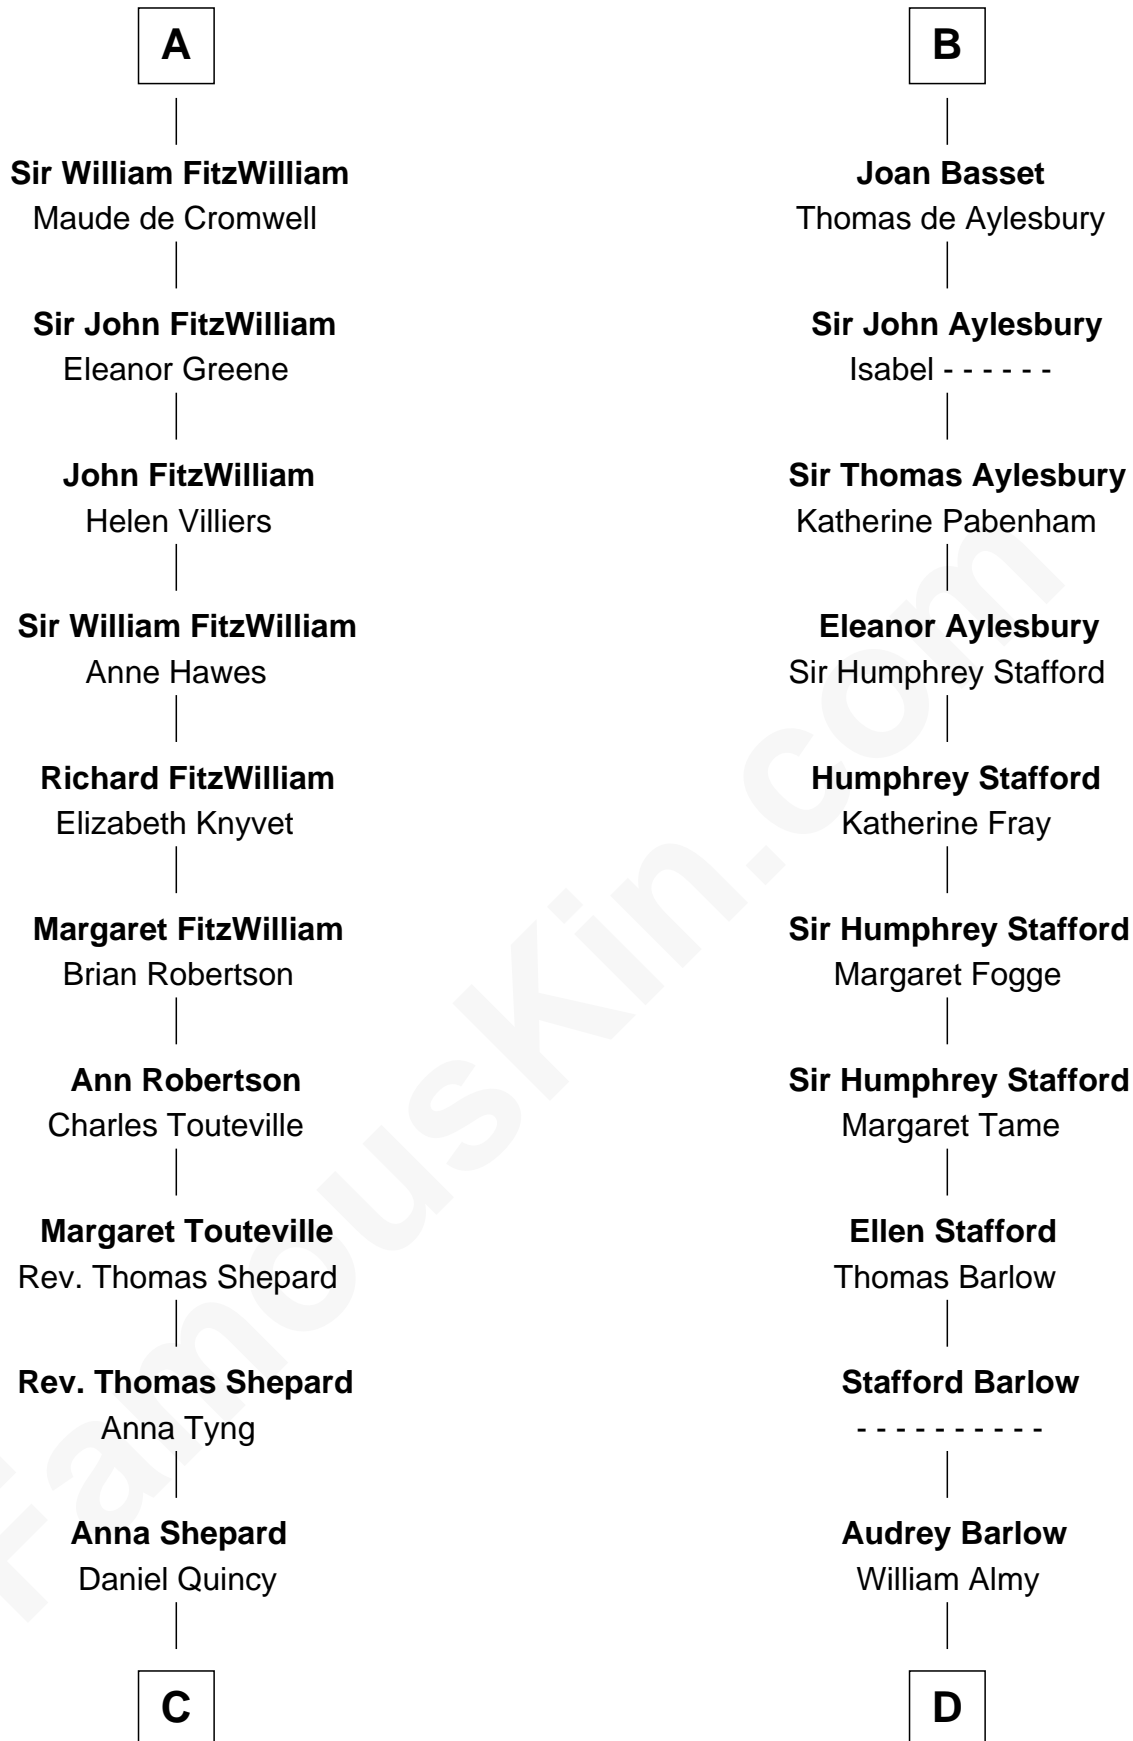 A
Sir William FitzWilliam
Maude de Cromwell
Sir John FitzWilliam
Eleanor Greene
John FitzWilliam
Helen Villiers
Sir William FitzWilliam
Anne Hawes
Richard FitzWilliam
Elizabeth Knyvet
Margaret FitzWilliam
Brian Robertson
Ann Robertson
Charles Touteville
Margaret Touteville
Rev. Thomas Shepard
Rev. Thomas Shepard
Anna Tyng
Anna Shepard
Daniel Quincy
C
B
Joan Basset
Thomas de Aylesbury
Sir John Aylesbury
Isabel - - - - - -
Sir Thomas Aylesbury
Katherine Pabenham
Eleanor Aylesbury
Sir Humphrey Stafford
Humphrey Stafford
Katherine Fray
Sir Humphrey Stafford
Margaret Fogge
Sir Humphrey Stafford
Margaret Tame
Ellen Stafford
Thomas Barlow
Stafford Barlow
- - - - - - - - - -
Audrey Barlow
William Almy
D
FamousKin.com